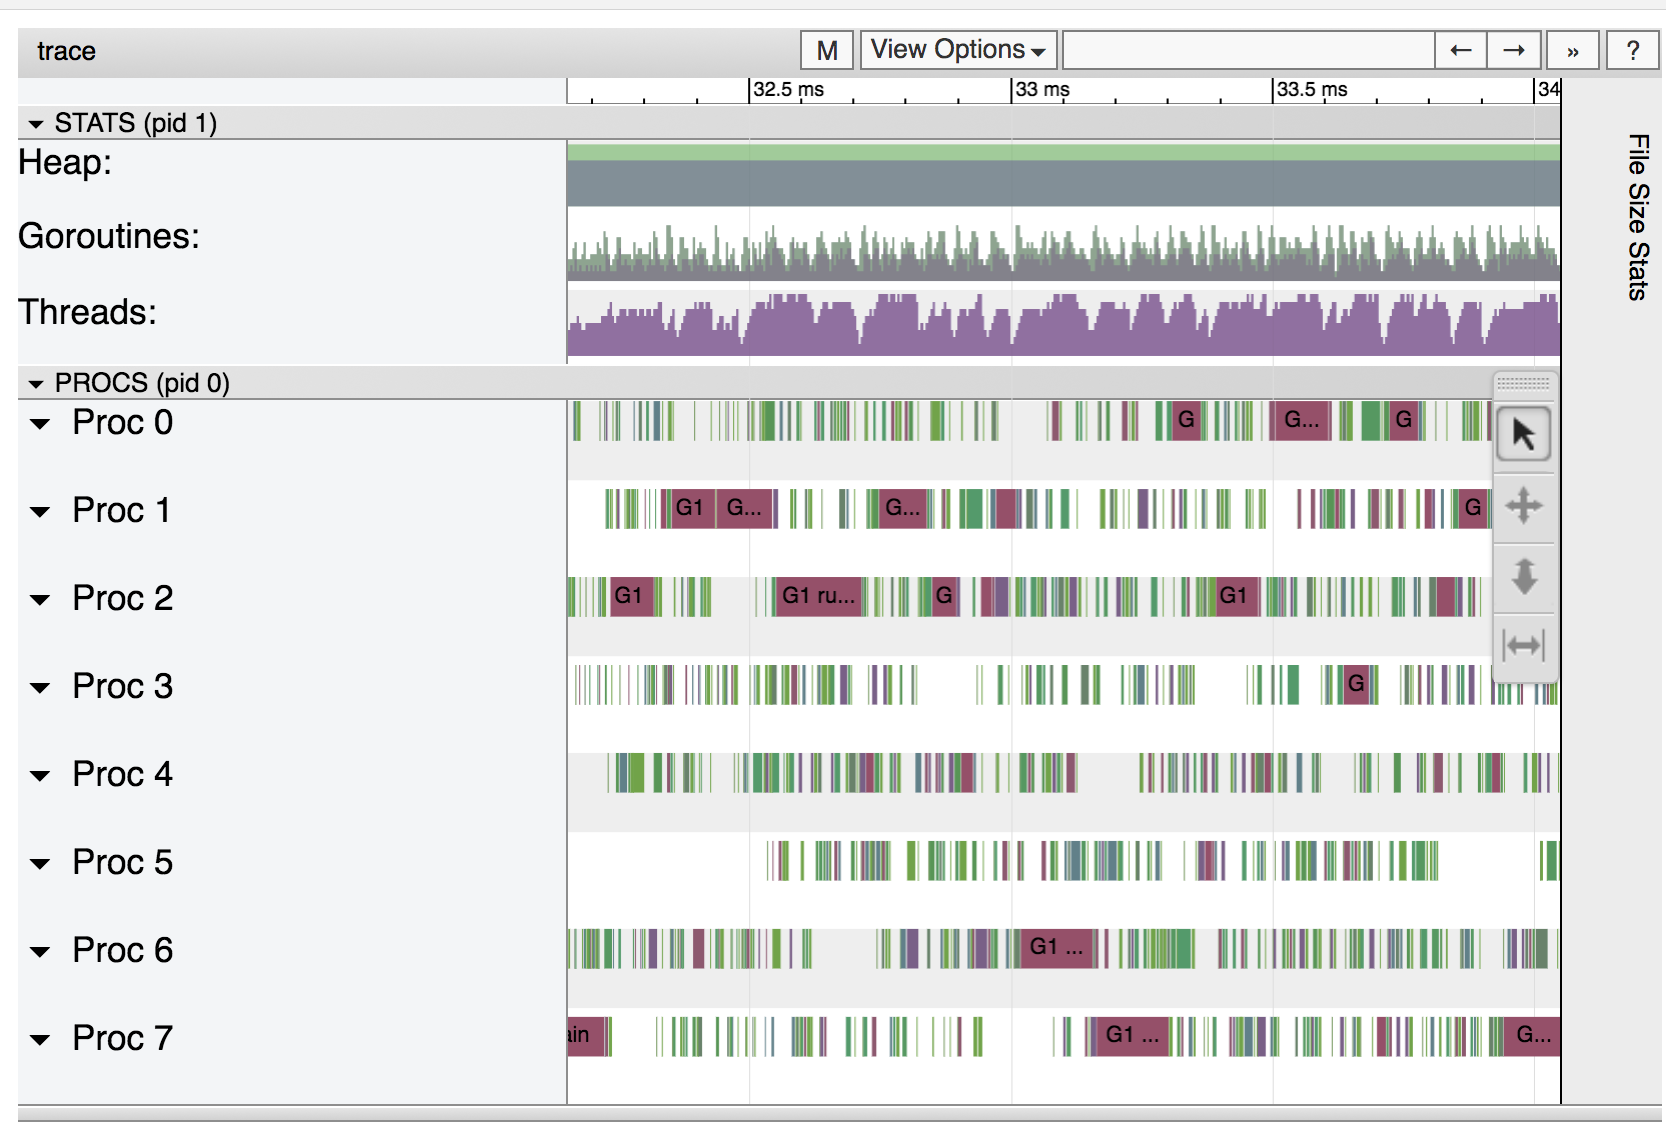 trace M View Options ← → » ?
32.5 ms 33 ms 33.5 ms 34
STATS (pid 1)
Heap:
Goroutines:
Threads:
File Size Stats
PROCS (pid 0)
Proc 0 G G... G
Proc 1 G1 G... G... G
Proc 2 G1 G1 ru... G G1
Proc 3 G
Proc 4
Proc 5
Proc 6 G1 ...
Proc 7 ain G1 ... G...